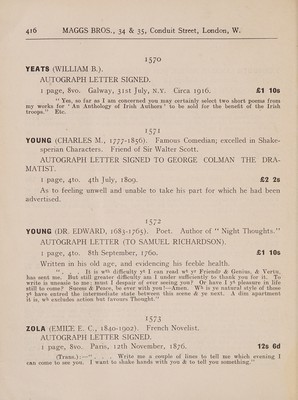 416 MAGGS BROS., 34 & 35, Conduit Street, London, W.
1570
YEATS (WILLIAM B.).
AUTOGRAPH LETTER SIGNED.
1 page, 8vo. Galway, 31st July, N.Y. Circa 1916. £1 10s
" Yes, so far as I am concerned you may certainly select two short poems from
my works for ' An Anthology of Irish Authors ' to be sold for the benefit of the Irish
troops." Etc.
1571
YOUNG (CHARLES M., 1777-1856). Famous Comedian; excelled in Shake-
sperian Characters. Friend of Sir Walter Scott.
AUTOGRAPH LETTER SIGNED TO GEORGE COLMAN THE DRA-
MATIST.
1 page, 4to. 4th July, 1809. £2 2s
As to feeling unwell and unable to take his part for which he had been
advertised.
1572
YOUNG (DR. EDWARD, 1683-1765). Poet. Author of " Night Thoughts."
AUTOGRAPH LETTER (TO SAMUEL RICHARDSON).
1 page, 4to. 8th September, 1760. £1 10s
Written in his old age, and evidencing his feeble health.
" . . . It is wth difficulty yt I can read wt yr Friendr & Genius, & Vertu,
has sent me. But still greater difficulty am I under sufficiently to thank you for it. To
write is uneasie to me; must I despair of ever seeing you? Or have I ye pleasure in life
still to come? Success & Peace, be ever with you!—Amen. Wh is ye natural style of those
yt have entred the intermediate state between this scene & ye next. A dim apartment
it is, wh excludes action but favours Thought."
1573
ZOLA (EMILE E. C., 1840-1902). French Novelist.
AUTOGRAPH LETTER SIGNED.
1 page, 8vo. Paris, 12th November, 1876. 12s 6d
(Trans.):—" . . . Write me a couple of lines to tell me which evening I
can come to see you. I want to shake hands with you & to tell you something."